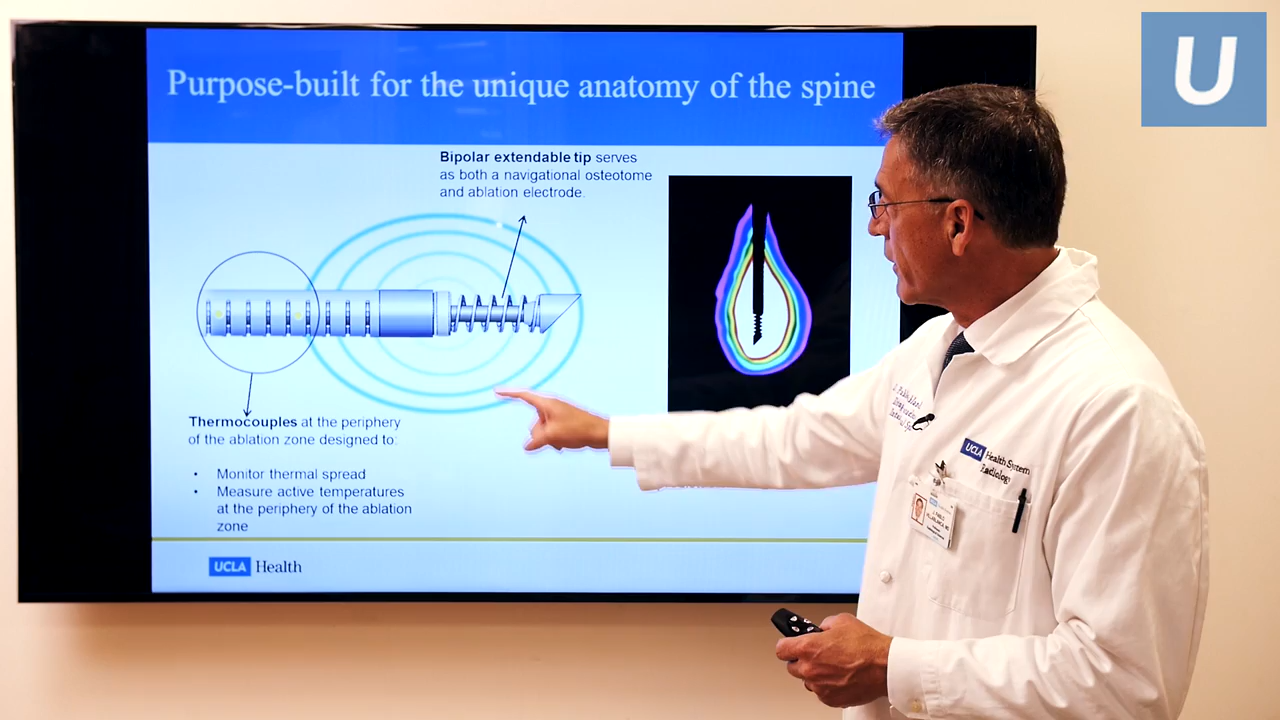 U
Purpose-built for the unique anatomy of the spine
Bipolar extendable tip serves
as both a navigational osteotome
and ablation electrode.
Thermocouples at the periphery
of the ablation zone designed to:
• Monitor thermal spread
• Measure active temperatures
at the periphery of the ablation
zone
UCLA Health
UCLA Health System
Radiology